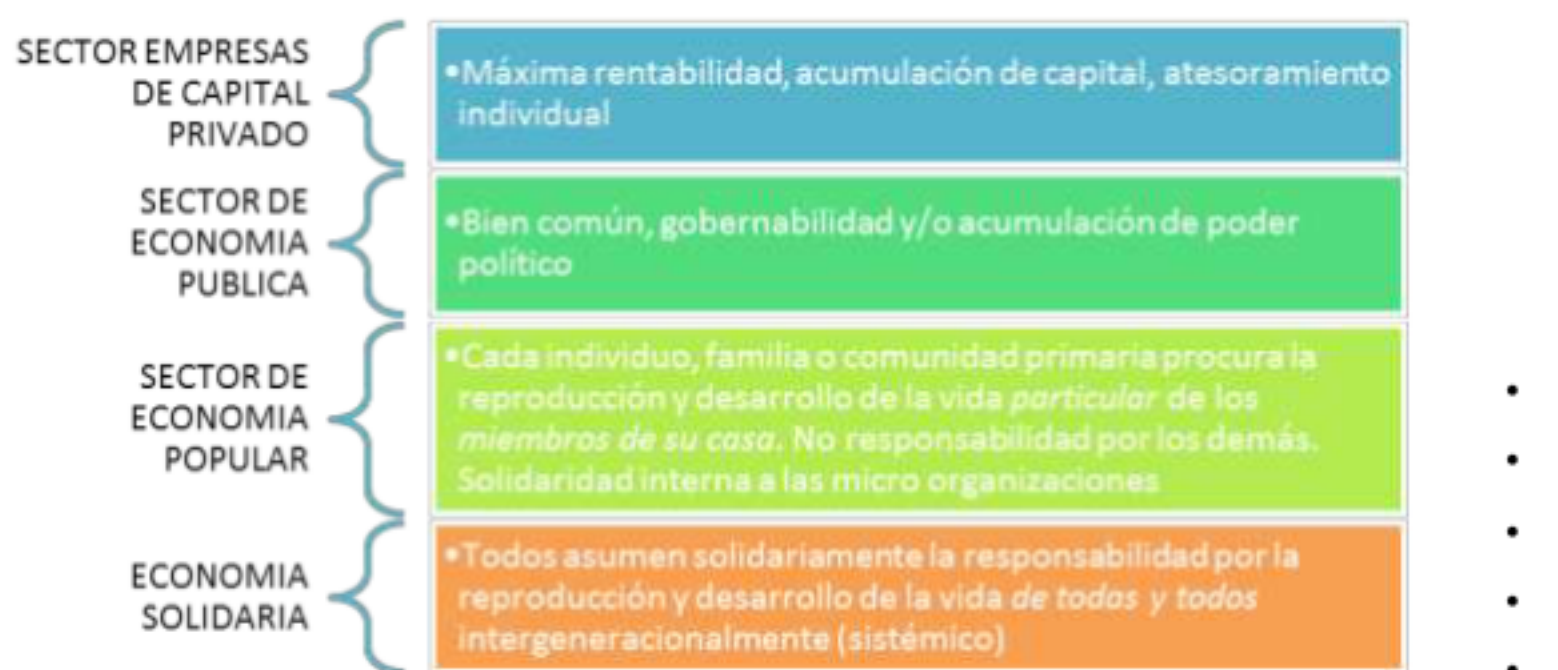 SECTOR EMPRESAS
DE CAPITAL
PRIVADO
•Máxima rentabilidad, acumulación de capital, atesoramiento
individual
SECTOR DE
ECONOMIA
PUBLICA
•Bien común, gobernabilidad y/o acumulación de poder
político
SECTOR DE
ECONOMIA
POPULAR
•Cada individuo, familia o comunidad primaria procura la
reproducción y desarrollo de la vida particular de los
miembros de su casa. No responsabilidad por los demás.
Solidaridad interna a las micro organizaciones
ECONOMIA
SOLIDARIA
•Todos asumen solidariamente la responsabilidad por la
reproducción y desarrollo de la vida de todas y todos
intergeneracionalmente (sistémico)